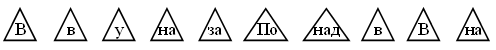 В в у на за По над в В на